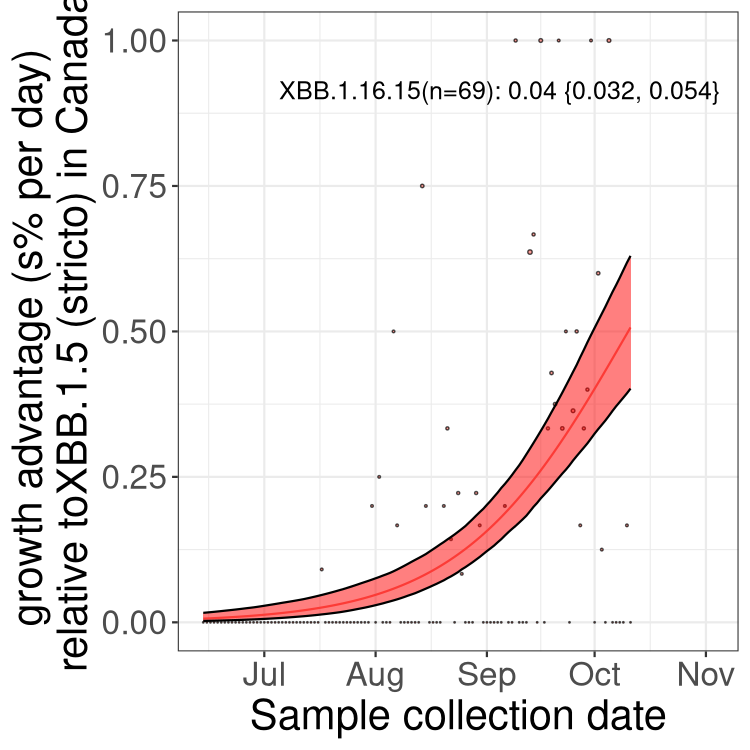 growth advantage (s% per day)
relative toXBB.1.5 (stricto) in Canada
1.00
0.75
0.50
0.25
0.00
XBB.1.16.15(n=69): 0.04 {0.032, 0.054}
Jul Aug Sep Oct Nov
Sample collection date